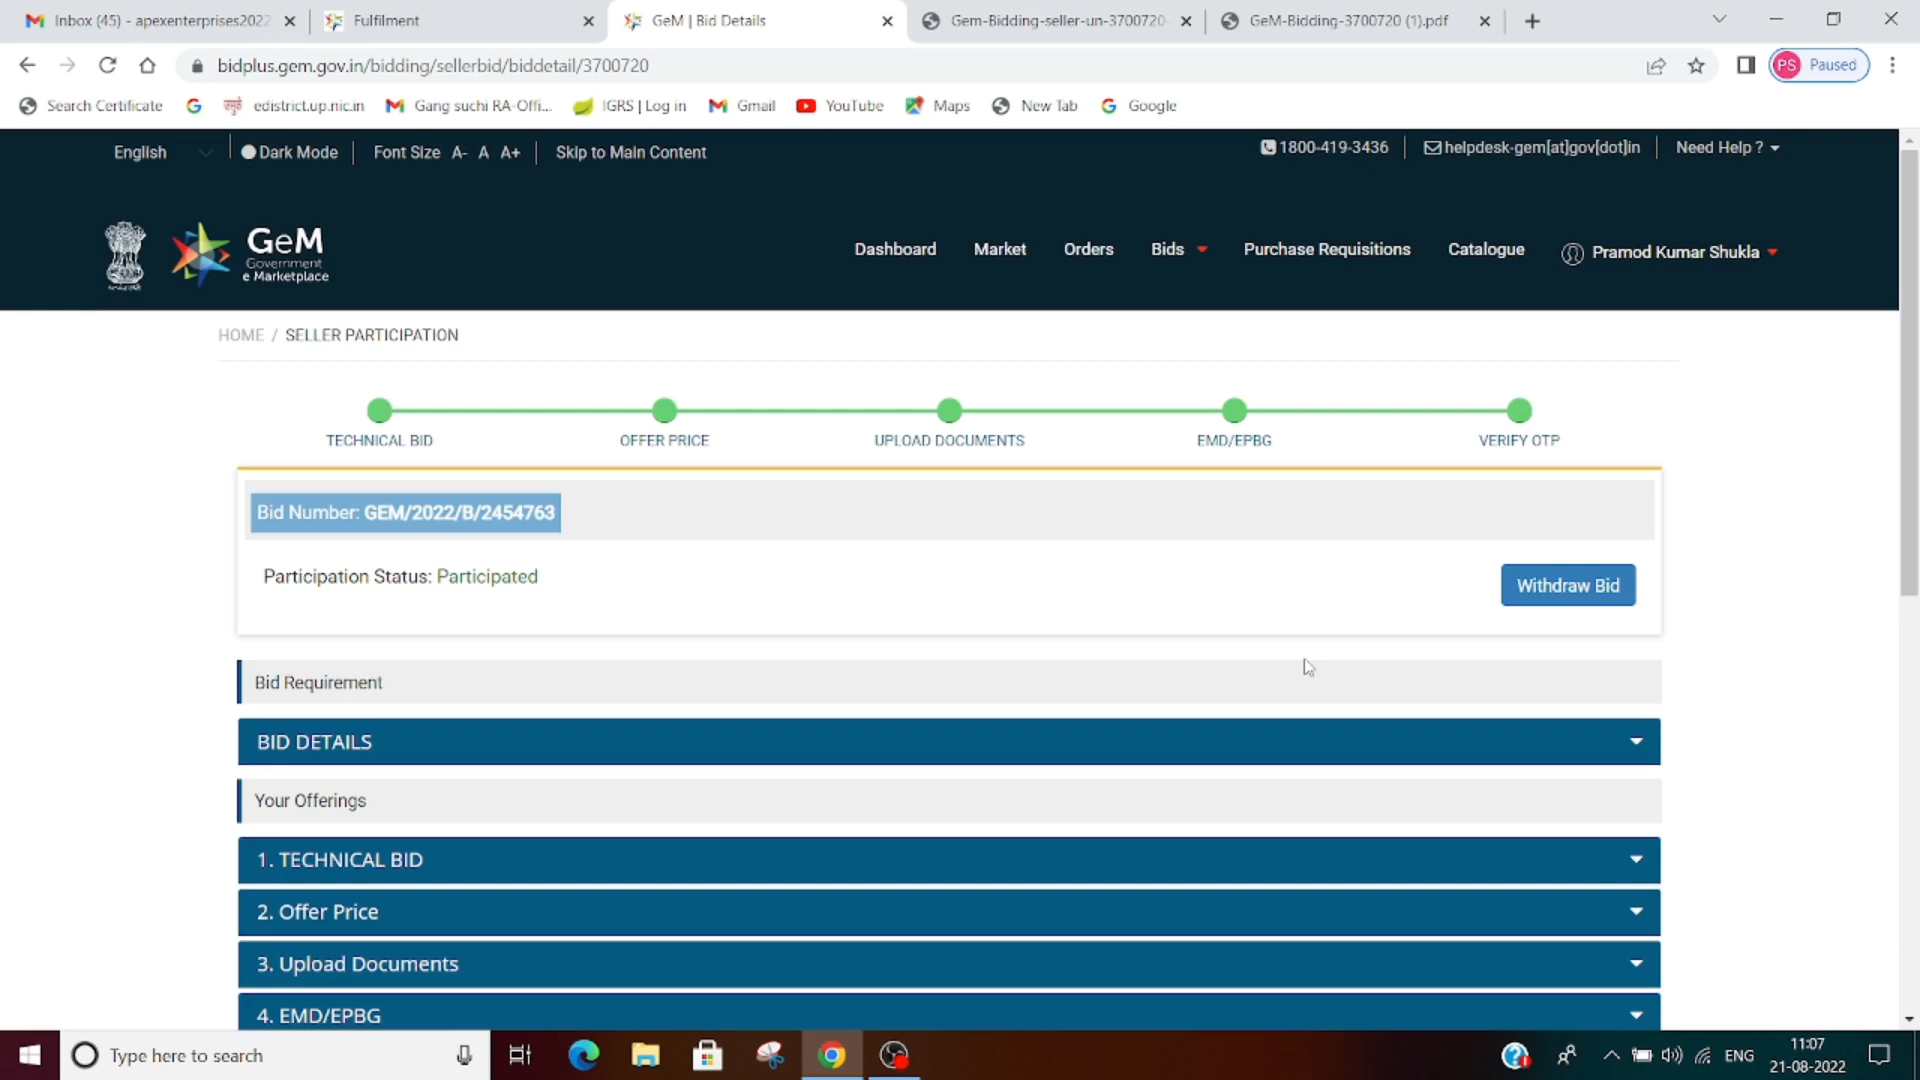 Inbox (45) - apexenterprises2022
Fulfilment
GeM | Bid Details
Gem-Bidding-seller-un-3700720-
GeM-Bidding-3700720 (1).pdf
bidplus.gem.gov.in/bidding/sellerbid/biddetail/3700720
PS Paused
Search Certificate
edistrict.up.nic.in
Gang suchi RA-Offi...
IGRS | Log in
Gmail
YouTube
Maps
New Tab
Google
English
Dark Mode
Font Size A- A A+
Skip to Main Content
1800-419-3436
helpdesk-gem[at]gov[dot]in
Need Help ?
GeM
Government
e Marketplace
Dashboard
Market
Orders
Bids
Purchase Requisitions
Catalogue
Pramod Kumar Shukla
HOME / SELLER PARTICIPATION
TECHNICAL BID
OFFER PRICE
UPLOAD DOCUMENTS
EMD/EPBG
VERIFY OTP
Bid Number: GEM/2022/B/2454763
Participation Status: Participated
Withdraw Bid
Bid Requirement
BID DETAILS
Your Offerings
1. TECHNICAL BID
2. Offer Price
3. Upload Documents
4. EMD/EPBG
Type here to search
ENG
11:07
21-08-2022